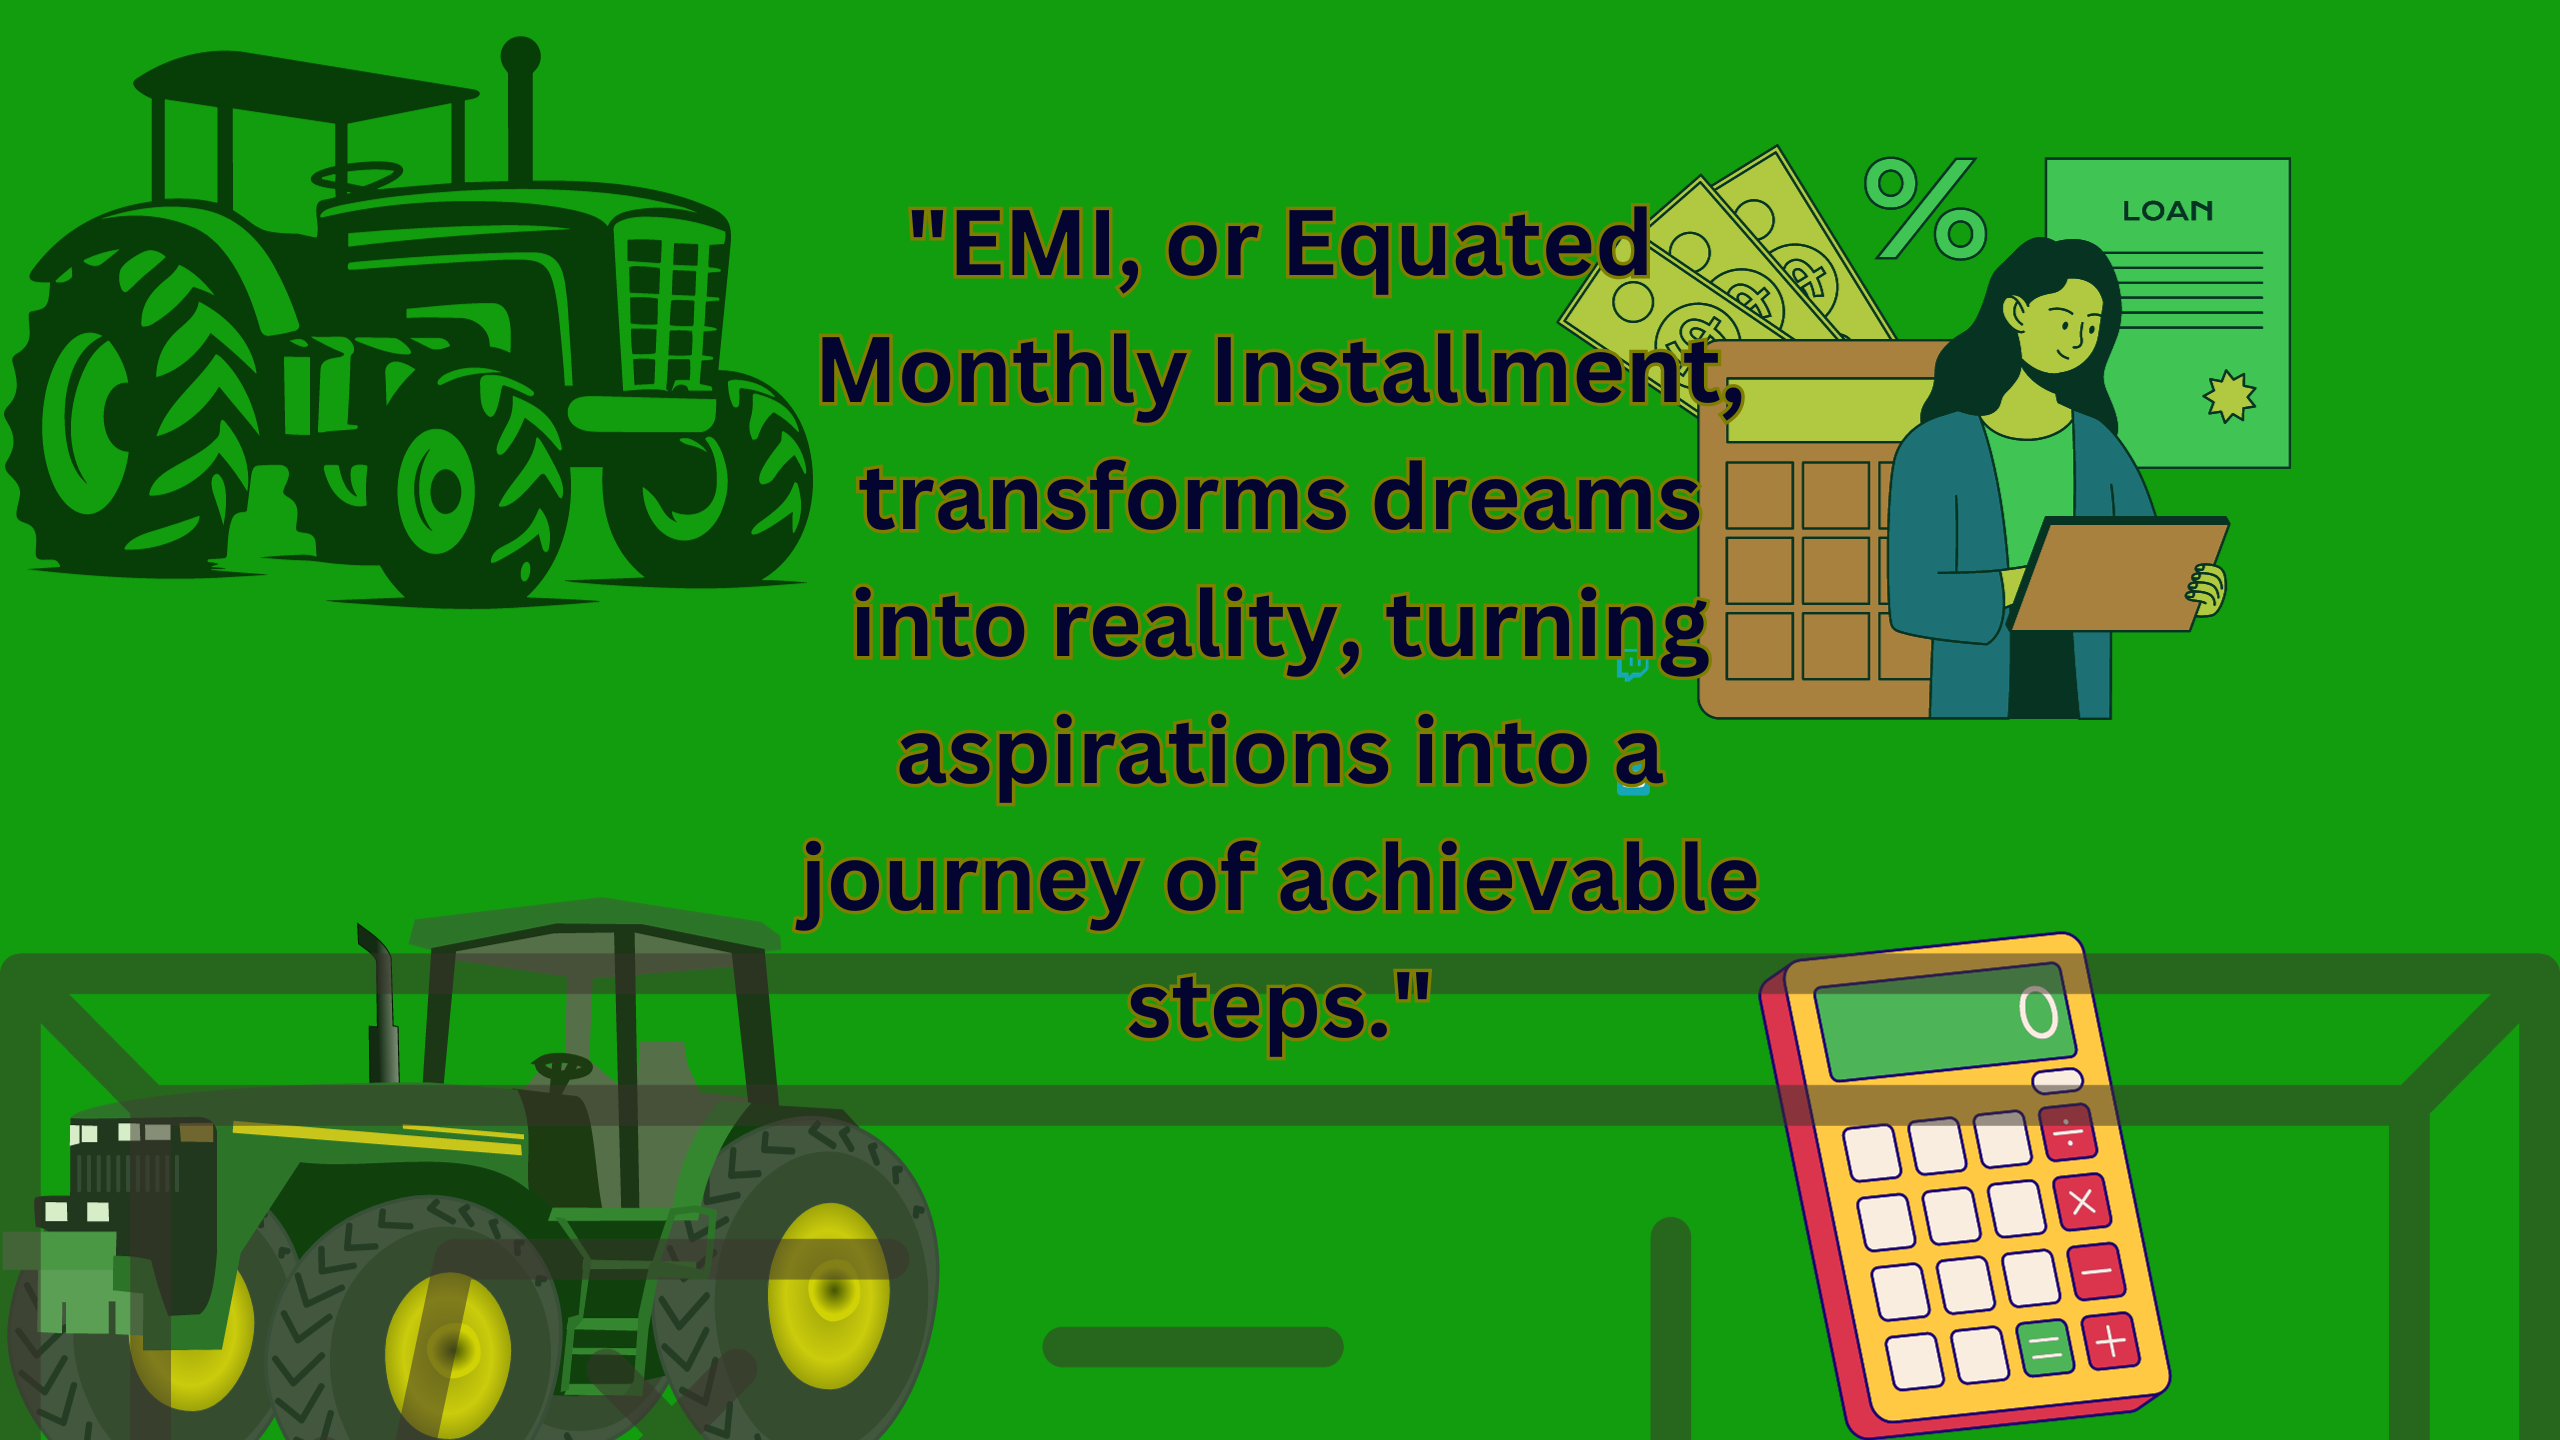 "EMI, or Equated
Monthly Installment,
transforms dreams
into reality, turning
aspirations into a
journey of achievable
steps."
LOAN
%
0
÷
×
−
=
+